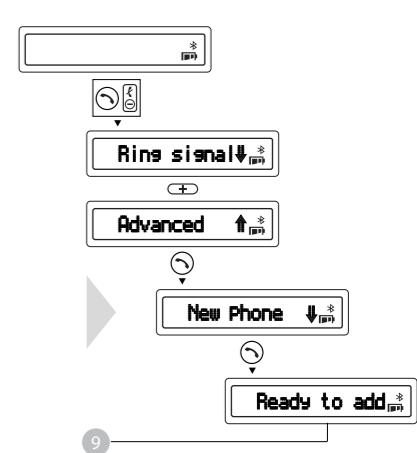 Ring signal
+
Advanced
New Phone
Ready to add
9